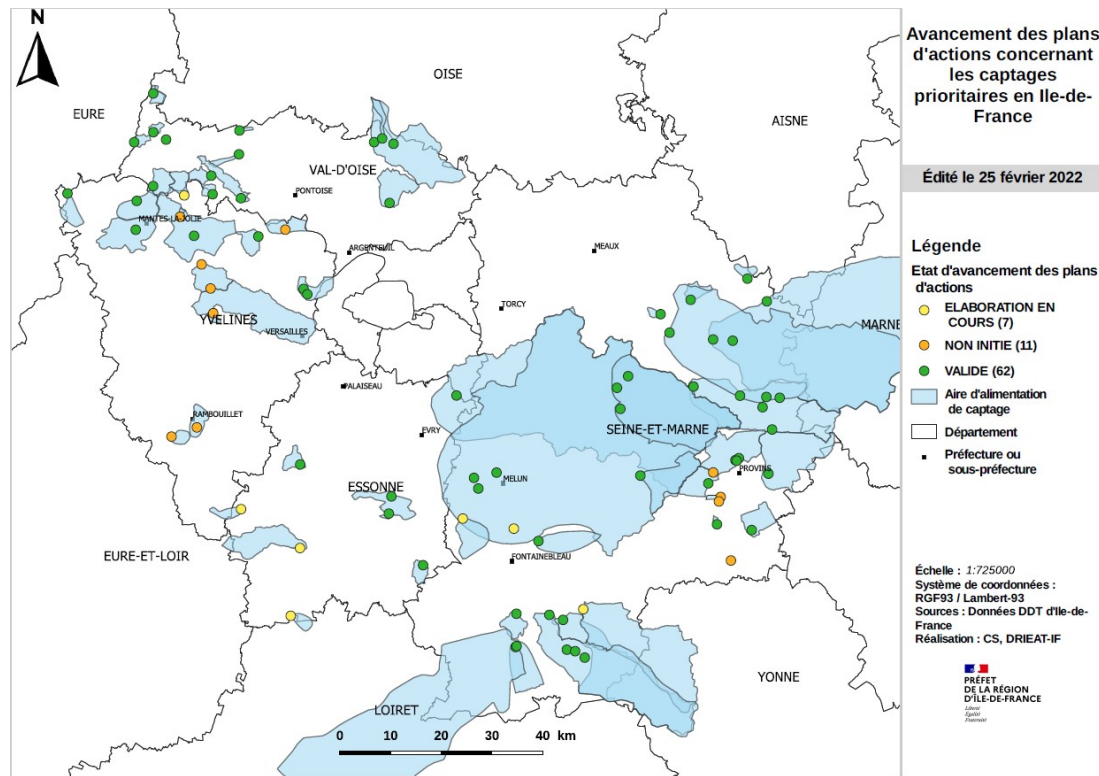 N
OISE
EURE
AISNE
VAL-D'OISE
PONTOISE
MANTES-LA-JOLIE
ARGENTEUIL
MEAUX
TORCY
MARNE
YVELINES
VERSAILLES
PALAISEAU
RAMBOUILLET
EVRY
SEINE-ET-MARNE
PROVINS
ESSONNE
MELUN
EURE-ET-LOIR
FONTAINEBLEAU
YONNE
LOIRET
0 10 20 30 40 km
Avancement des plans
d'actions concernant
les captages
prioritaires en Ile-de-
France
Édité le 25 février 2022
Légende
Etat d'avancement des plans
d'actions
ELABORATION EN
COURS (7)
NON INITIE (11)
VALIDE (62)
Aire d'alimentation
de captage
Département
Préfecture ou
sous-préfecture
Échelle : 1:725000
Système de coordonnées :
RGF93 / Lambert-93
Sources : Données DDT d'Ile-de-
France
Réalisation : CS, DRIEAT-IF
PRÉFET
DE LA RÉGION
D'ÎLE-DE-FRANCE
Liberté
Égalité
Fraternité